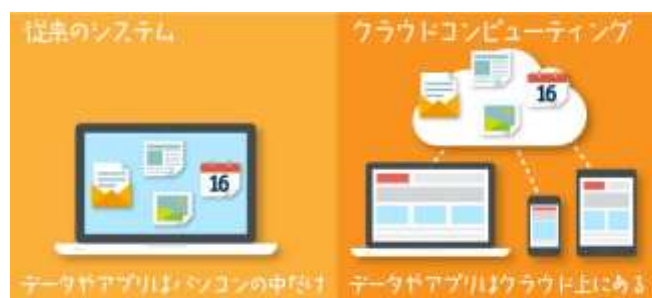 従来のシステム
16
データやアプリはパソコンの中だけ
クラウドコンピューティング
16
データやアプリはクラウド上にある